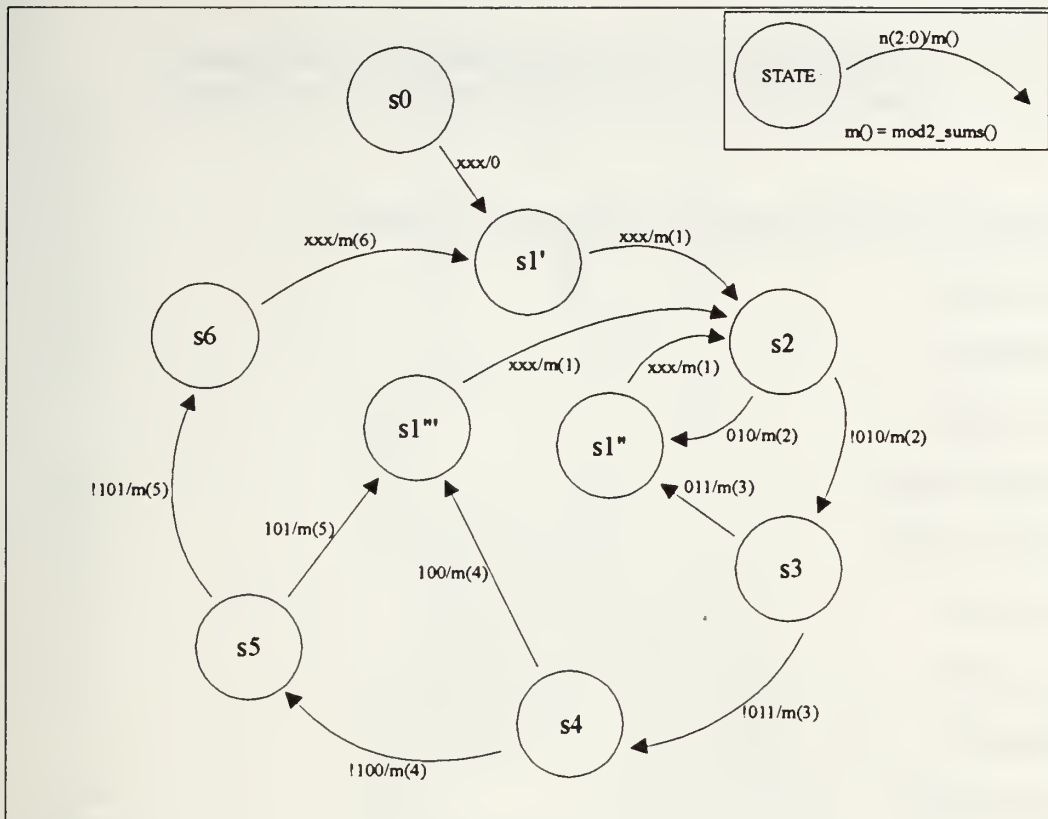 n(2:0)/m()
STATE
m() = mod2_sums()
s0
xxx/0
xxx/m(6)
s1'
xxx/m(1)
s6
s2
xxx/m(1)
xxx/m(1)
s1'''
s1''
010/m(2)
!010/m(2)
!101/m(5)
011/m(3)
101/m(5)
100/m(4)
s3
s5
s4
!011/m(3)
!100/m(4)